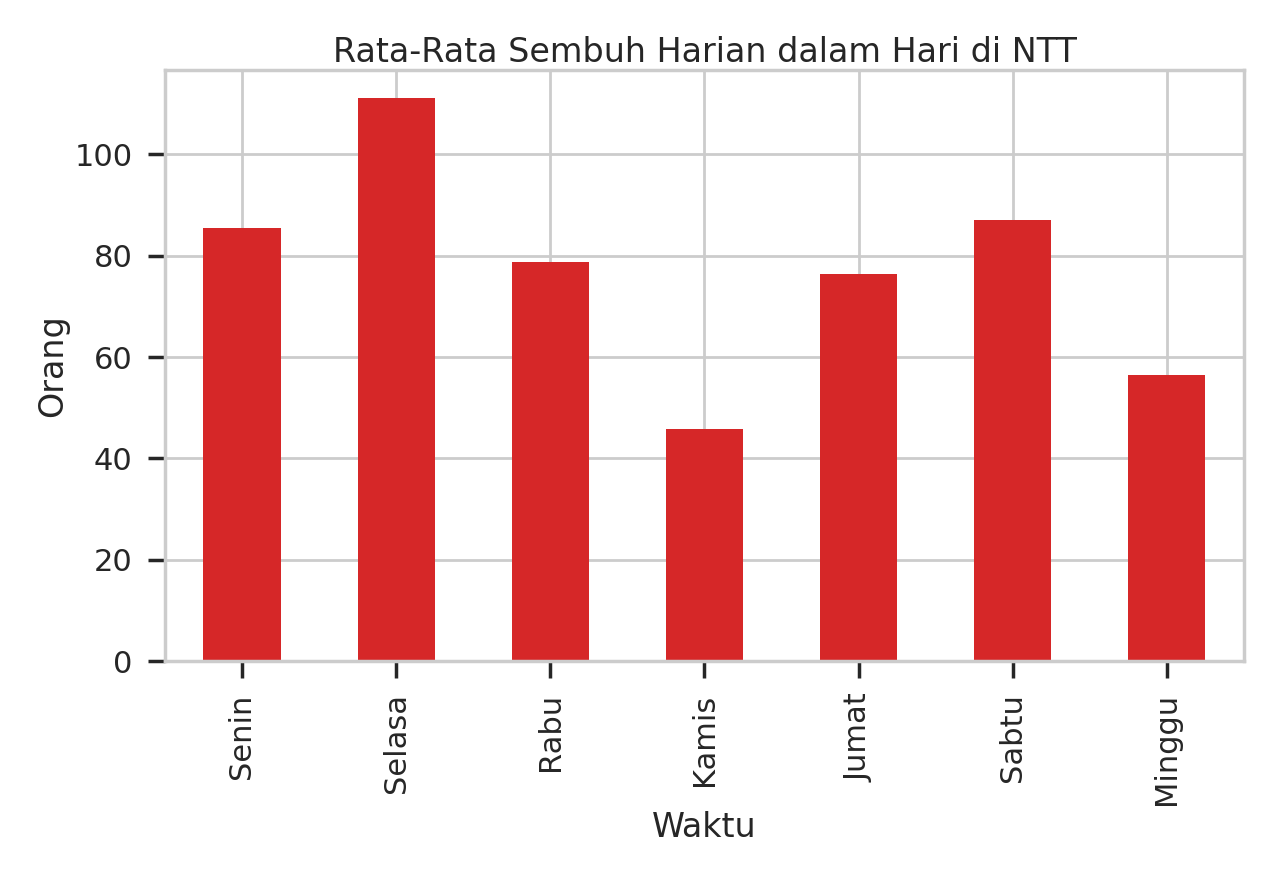 Rata-Rata Sembuh Harian dalam Hari di NTT
100
80
60
40
20
0
Orang
Senin
Selasa
Rabu
Kamis
Jumat
Sabtu
Minggu
Waktu